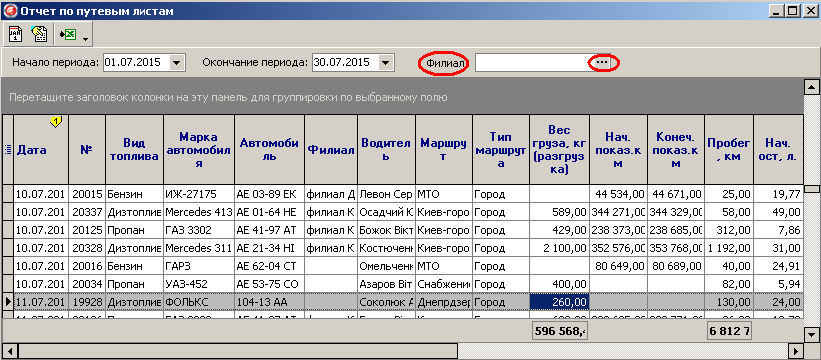 Отчет по путевым листам
Начало периода: 01.07.2015 Окончание периода: 30.07.2015 Филиал ...
Перетащите заголовок колонки на эту панель для группировки по выбранному полю
Дата № Вид топлива Марка автомобиля Автомобиль Филиал Водитель Маршрут Тип маршрута Вес груза, кг (разгрузка) Нач. показ.км Конеч. показ.км Пробег, км Нач. ост, л.
10.07.201 20015 Бензин ИЖ-27175 АЕ 03-89 ЕК филиал Д Левон Сер МТО Город 44 534,00 44 671,00 25,00 19,77
10.07.201 20337 Дизтоплив Mercedes 413 АЕ 01-64 НЕ филиал К Осадчий К Киев-горо Город 589,00 344 271,00 344 329,00 58,00 49,00
10.07.201 20125 Пропан ГАЗ 3302 АЕ 41-97 АТ филиал К Божок Вікт Киев-горо Город 429,00 238 373,00 238 685,00 312,00 7,86
10.07.201 20328 Дизтоплив Mercedes 311 АЕ 21-34 НІ филиал К Костючен Киев-горо Город 2 100,00 352 576,00 353 768,00 1 192,00 31,00
10.07.201 20016 Бензин ГАРЗ АЕ 62-04 СТ Омельченн МТО Город 80 649,00 80 689,00 40,00 24,91
10.07.201 20034 Пропан УАЗ-452 АЕ 53-75 СО Азаров Віт Снабжени Город 400,00 82,00 5,94
11.07.201 19928 Дизтоплив ФОЛЬКС 104-13 АА Соколюк А Днепрдзер Город 260,00 130,00 24,00
596 568, 6 812 7